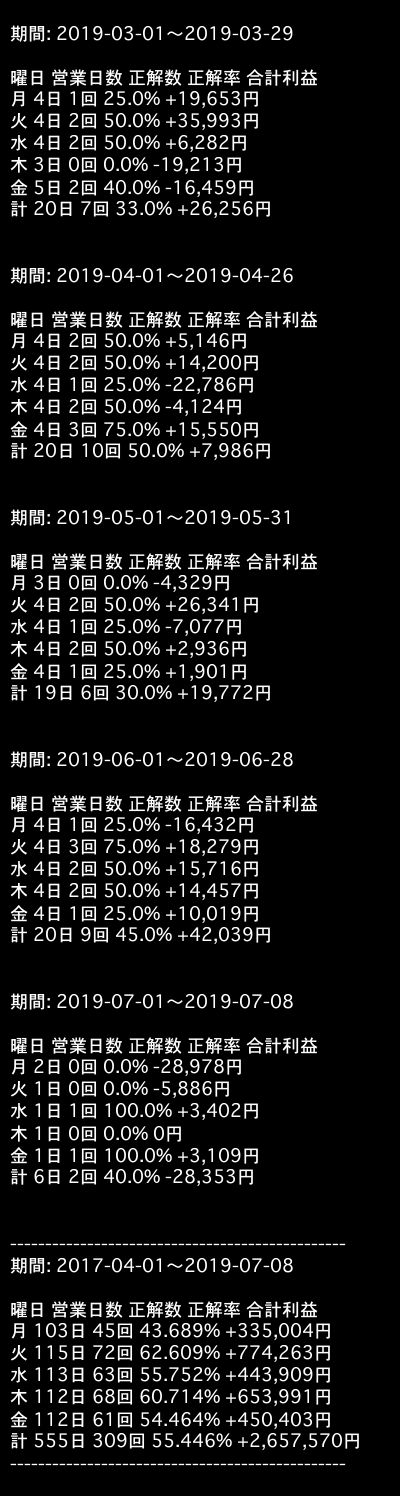 期間: 2019-03-01〜2019-03-29
曜日 営業日数 正解数 正解率 合計利益
月 4日 1回 25.0% +19,653円
火 4日 2回 50.0% +35,993円
水 4日 2回 50.0% +6,282円
木 3日 0回 0.0% -19,213円
金 5日 2回 40.0% -16,459円
計 20日 7回 33.0% +26,256円
期間: 2019-04-01〜2019-04-26
曜日 営業日数 正解数 正解率 合計利益
月 4日 2回 50.0% +5,146円
火 4日 2回 50.0% +14,200円
水 4日 1回 25.0% -22,786円
木 4日 2回 50.0% -4,124円
金 4日 3回 75.0% +15,550円
計 20日 10回 50.0% +7,986円
期間: 2019-05-01〜2019-05-31
曜日 営業日数 正解数 正解率 合計利益
月 3日 0回 0.0% -4,329円
火 4日 2回 50.0% +26,341円
水 4日 1回 25.0% -7,077円
木 4日 2回 50.0% +2,936円
金 4日 1回 25.0% +1,901円
計 19日 6回 30.0% +19,772円
期間: 2019-06-01〜2019-06-28
曜日 営業日数 正解数 正解率 合計利益
月 4日 1回 25.0% -16,432円
火 4日 3回 75.0% +18,279円
水 4日 2回 50.0% +15,716円
木 4日 2回 50.0% +14,457円
金 4日 1回 25.0% +10,019円
計 20日 9回 45.0% +42,039円
期間: 2019-07-01〜2019-07-08
曜日 営業日数 正解数 正解率 合計利益
月 2日 0回 0.0% -28,978円
火 1日 0回 0.0% -5,886円
水 1日 1回 100.0% +3,402円
木 1日 0回 0.0% 0円
金 1日 1回 100.0% +3,109円
計 6日 2回 40.0% -28,353円
------------------------------------------------
期間: 2017-04-01〜2019-07-08
曜日 営業日数 正解数 正解率 合計利益
月 103日 45回 43.689% +335,004円
火 115日 72回 62.609% +774,263円
水 113日 63回 55.752% +443,909円
木 112日 68回 60.714% +653,991円
金 112日 61回 54.464% +450,403円
計 555日 309回 55.446% +2,657,570円
------------------------------------------------